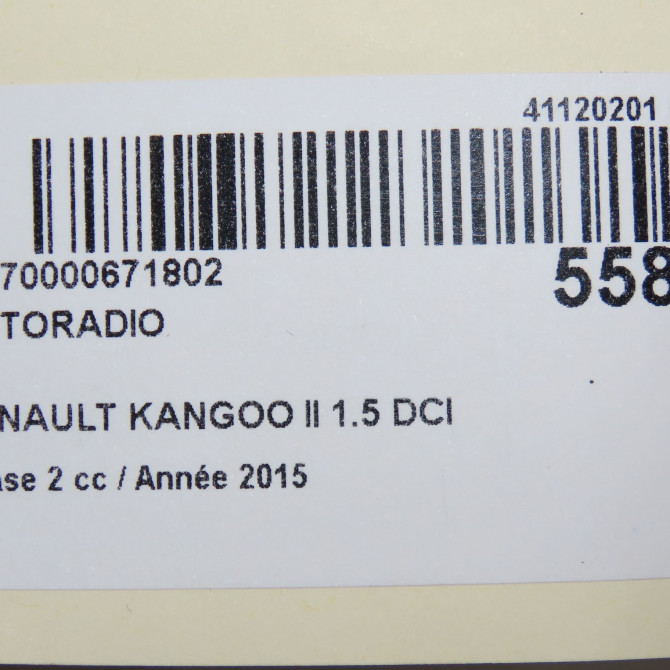 41120201
70000671802
558
TORADIO
NAULT KANGOO II 1.5 DCI
ase 2 cc / Année 2015